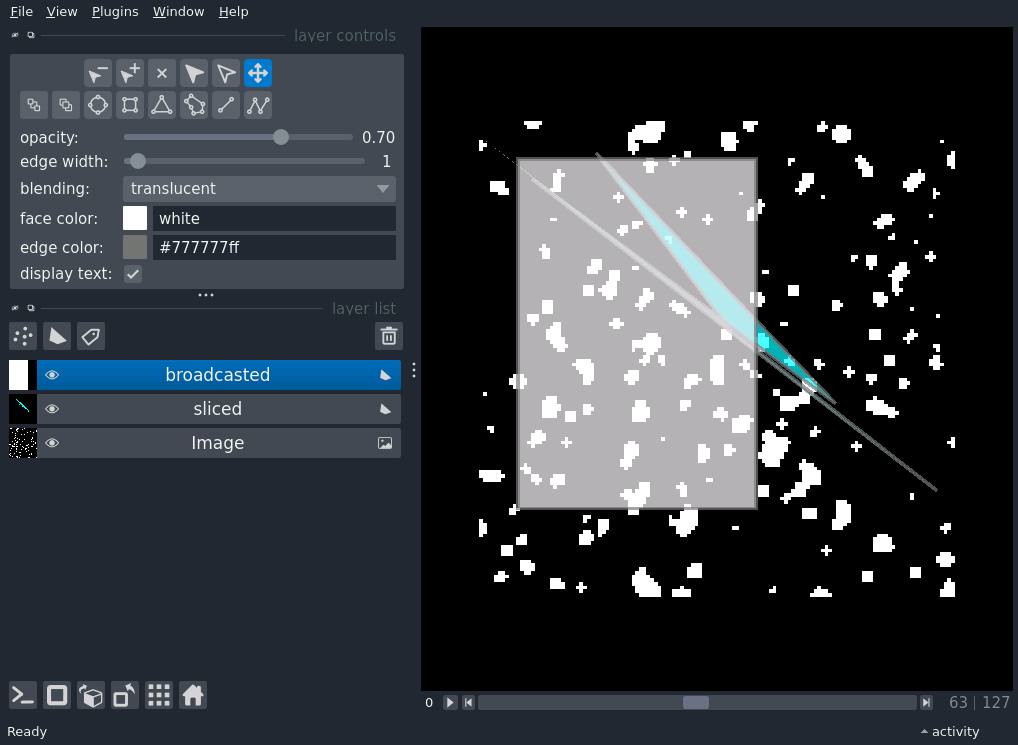 File View Plugins Window Help
layer controls
opacity: 0.70
edge width: 1
blending: translucent
face color: white
edge color: #777777ff
display text:
layer list
broadcasted
sliced
Image
0 63 | 127
Ready activity